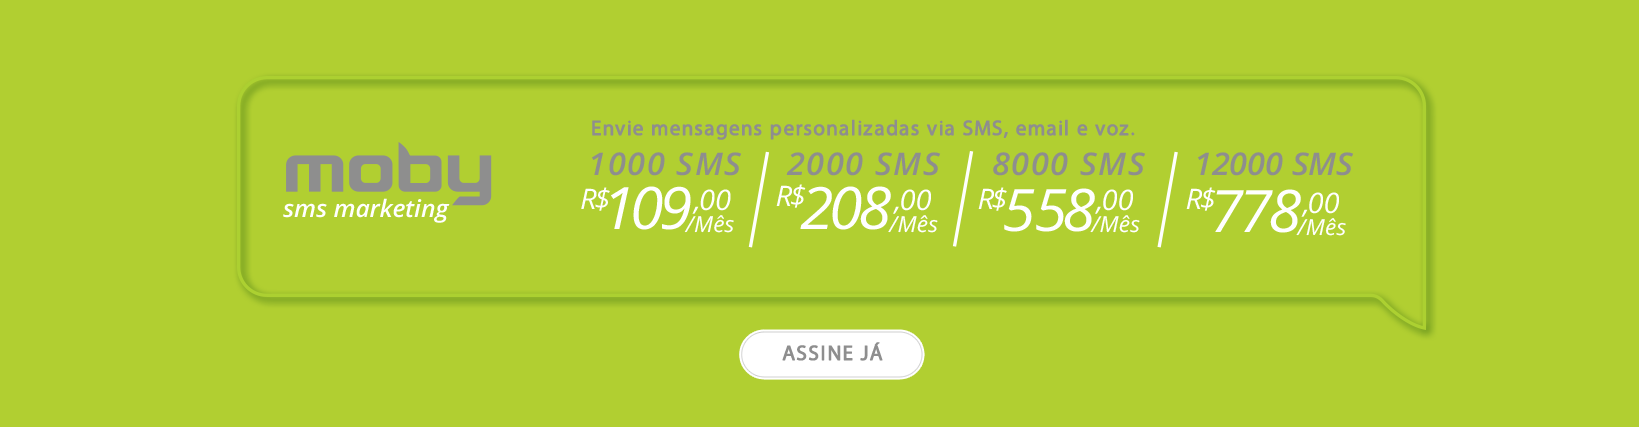 moby
sms marketing
Envie mensagens personalizadas via SMS, email e voz.
1000 SMS
R$109,00
/Mês
2000 SMS
R$208,00
/Mês
8000 SMS
R$558,00
/Mês
12000 SMS
R$778,00
/Mês
ASSINE JÁ